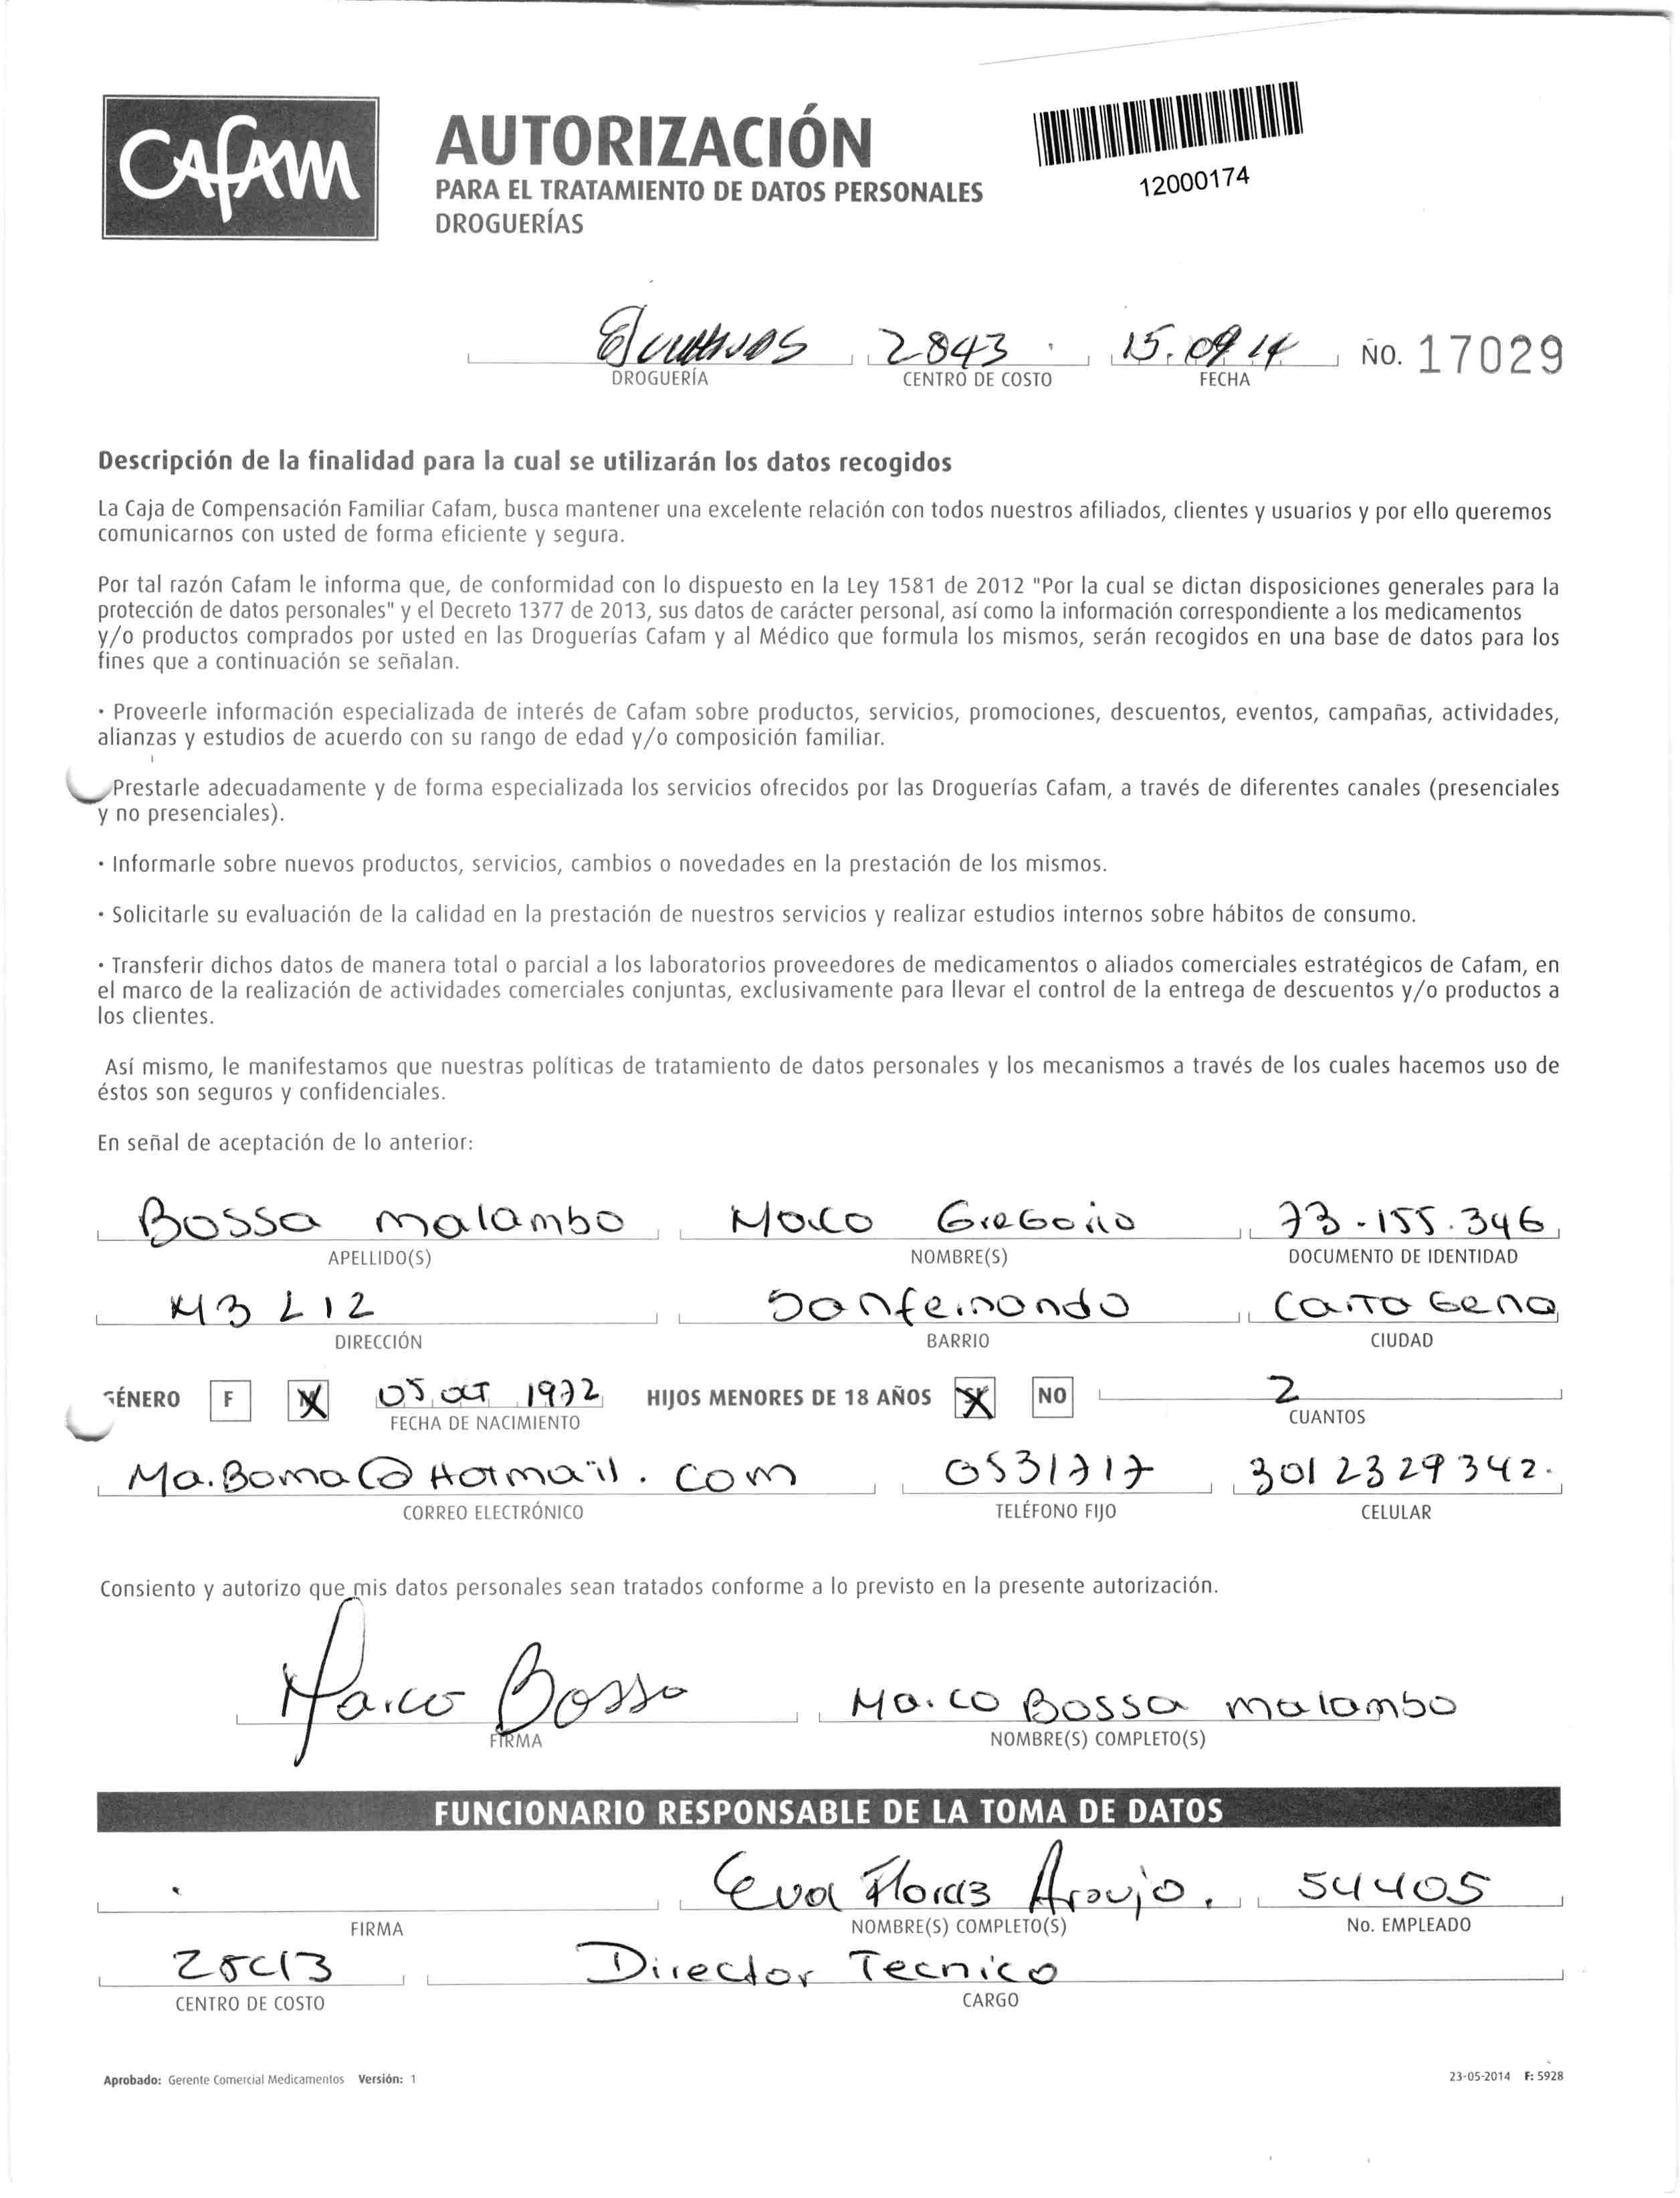 Cafam
AUTORIZACIÓN
PARA EL TRATAMIENTO DE DATOS PERSONALES
DROGUERÍAS
12000174
2843 15.09.14 No. 17029
DROGUERÍA CENTRO DE COSTO FECHA
Descripción de la finalidad para la cual se utilizarán los datos recogidos
La Caja de Compensación Familiar Cafam, busca mantener una excelente relación con todos nuestros afiliados, clientes y usuarios y por ello queremos
comunicarnos con usted de forma eficiente y segura.
Por tal razón Cafam le informa que, de conformidad con lo dispuesto en la Ley 1581 de 2012 "Por la cual se dictan disposiciones generales para la
protección de datos personales" y el Decreto 1377 de 2013, sus datos de carácter personal, así como la información correspondiente a los medicamentos
y/o productos comprados por usted en las Droguerías Cafam y al Médico que formula los mismos, serán recogidos en una base de datos para los
fines que a continuación se señalan.
· Proveerle información especializada de interés de Cafam sobre productos, servicios, promociones, descuentos, eventos, campañas, actividades,
alianzas y estudios de acuerdo con su rango de edad y/o composición familiar.
Prestarle adecuadamente y de forma especializada los servicios ofrecidos por las Droguerías Cafam, a través de diferentes canales (presenciales
y no presenciales).
· Informarle sobre nuevos productos, servicios, cambios o novedades en la prestación de los mismos.
· Solicitarle su evaluación de la calidad en la prestación de nuestros servicios y realizar estudios internos sobre hábitos de consumo.
· Transferir dichos datos de manera total o parcial a los laboratorios proveedores de medicamentos o aliados comerciales estratégicos de Cafam, en
el marco de la realización de actividades comerciales conjuntas, exclusivamente para llevar el control de la entrega de descuentos y/o productos a
los clientes.
Así mismo, le manifestamos que nuestras políticas de tratamiento de datos personales y los mecanismos a través de los cuales hacemos uso de
éstos son seguros y confidenciales.
En señal de aceptación de lo anterior:
Bossa malambo Marco Gregorio 73-155.346
APELLIDO(S) NOMBRE(S) DOCUMENTO DE IDENTIDAD
M3 L12 Sanfernando Cartagena
DIRECCIÓN BARRIO CIUDAD
GÉNERO F X 05 OCT 1972 HIJOS MENORES DE 18 AÑOS X NO 2
FECHA DE NACIMIENTO CUANTOS
Ma.Boma@Hotmail.com 6531717 3012329342.
CORREO ELECTRÓNICO TELÉFONO FIJO CELULAR
Consiento y autorizo que mis datos personales sean tratados conforme a lo previsto en la presente autorización.
Marco Bossa Marco Bossa malambo
FIRMA NOMBRE(S) COMPLETO(S)
FUNCIONARIO RESPONSABLE DE LA TOMA DE DATOS
Eva Florez Araujo. 54405
FIRMA NOMBRE(S) COMPLETO(S) No. EMPLEADO
2843 Director Tecnico
CENTRO DE COSTO CARGO
Aprobado: Gerente Comercial Medicamentos Versión: 1 23-05-2014 F: 5928